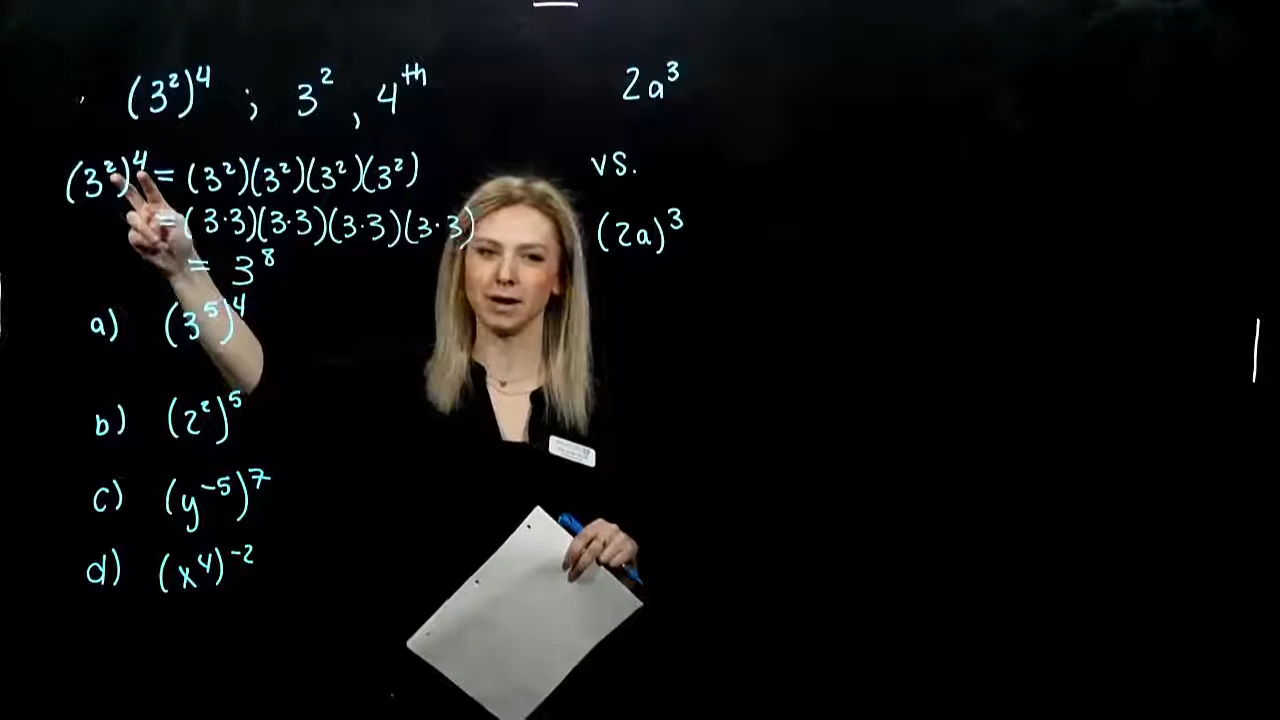 (3²)⁴ ; 3² , 4ᵗʰ
(3²)⁴ = (3²)(3²)(3²)(3²)
= (3·3)(3·3)(3·3)(3·3)
= 3⁸
a) (3⁵)⁴
b) (2²)⁵
c) (y⁻⁵)⁷
d) (x⁴)⁻²
2a³
vs.
(2a)³